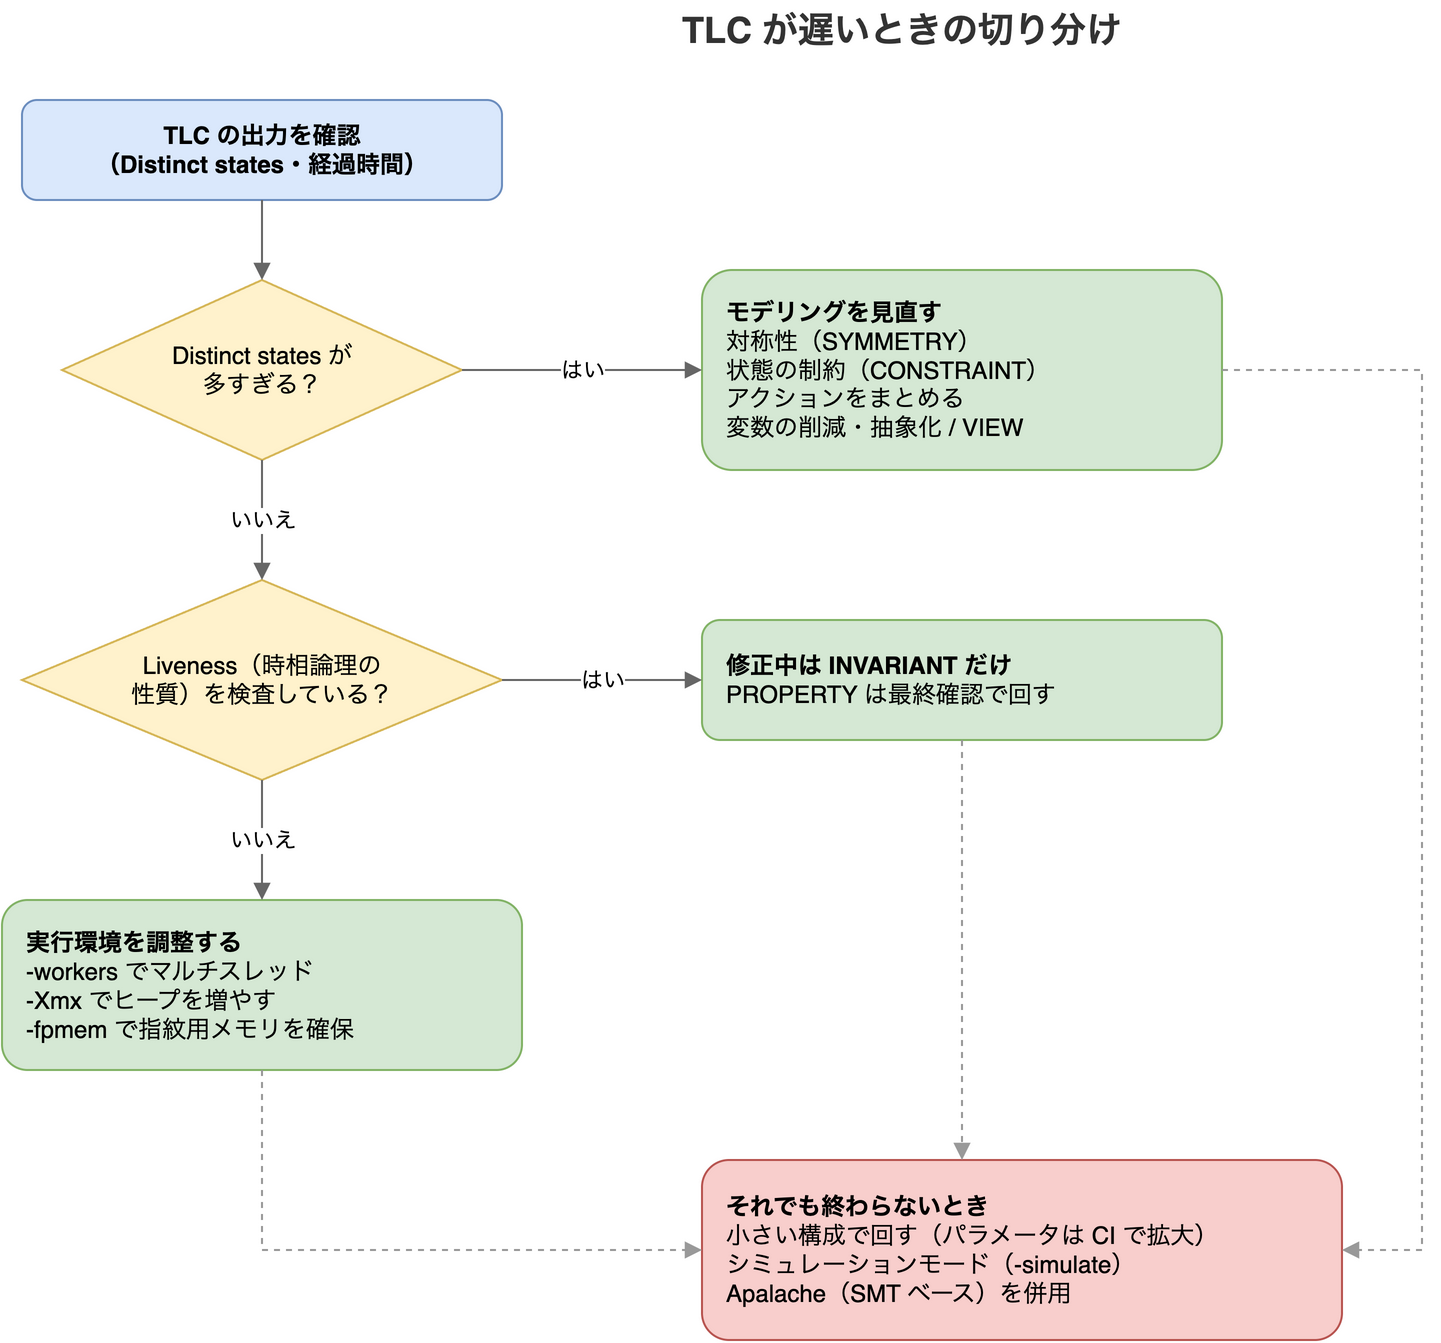 TLC が遅いときの切り分け
TLC の出力を確認
（Distinct states・経過時間）
Distinct states が
多すぎる？
はい
モデリングを見直す
対称性（SYMMETRY）
状態の制約（CONSTRAINT）
アクションをまとめる
変数の削減・抽象化 / VIEW
いいえ
Liveness（時相論理の
性質）を検査している？
はい
修正中は INVARIANT だけ
PROPERTY は最終確認で回す
いいえ
実行環境を調整する
-workers でマルチスレッド
-Xmx でヒープを増やす
-fpmem で指紋用メモリを確保
それでも終わらないとき
小さい構成で回す（パラメータは CI で拡大）
シミュレーションモード（-simulate）
Apalache（SMT ベース）を併用